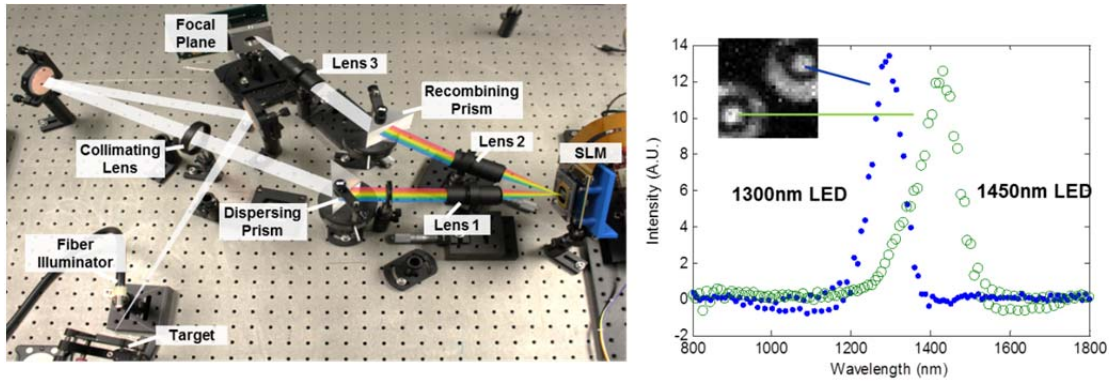 Focal
Plane
Lens 3
Recombining
Prism
Collimating
Lens
Lens 2
SLM
Dispersing
Prism
Lens 1
Fiber
Illuminator
Target
14
12
10
8
6
4
2
0
-2
Intensity (A.U.)
1300nm LED
1450nm LED
800
1000
1200
1400
1600
1800
Wavelength (nm)